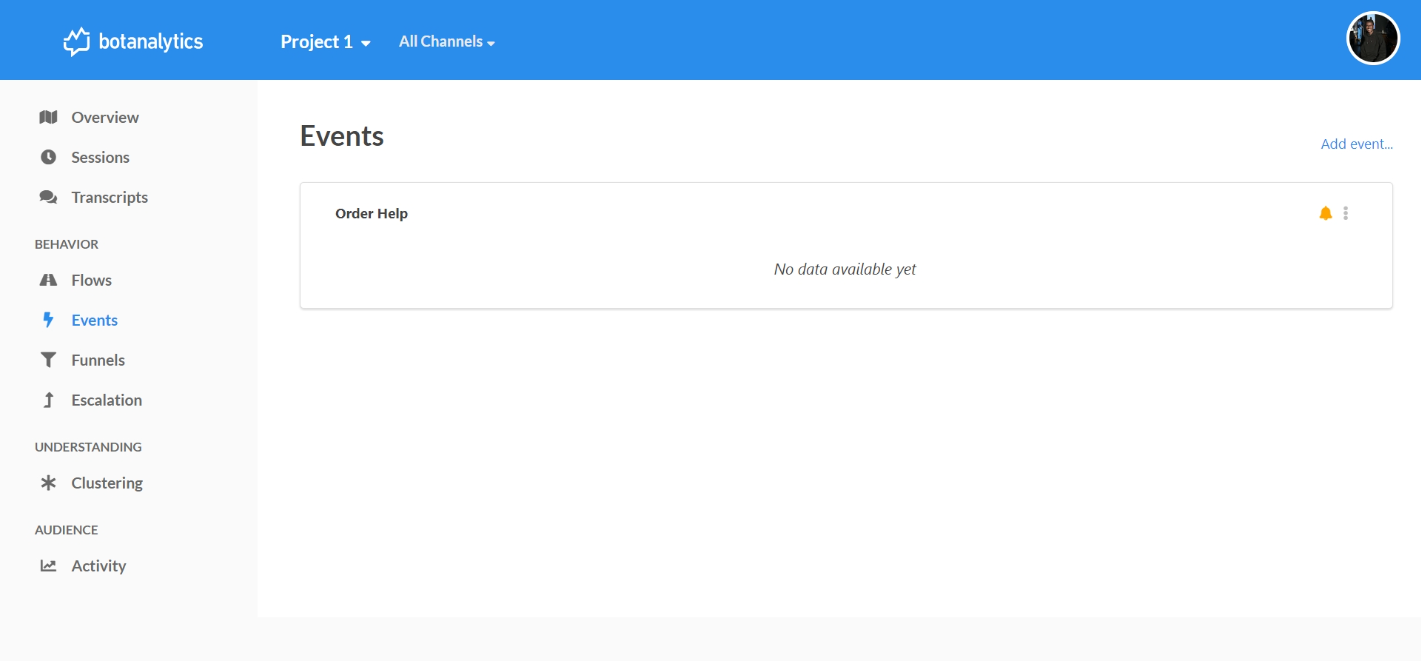 botanalytics
Project 1
All Channels
Overview
Sessions
Transcripts
BEHAVIOR
Flows
Events
Funnels
Escalation
UNDERSTANDING
Clustering
AUDIENCE
Activity
Events
Add event...
Order Help
No data available yet